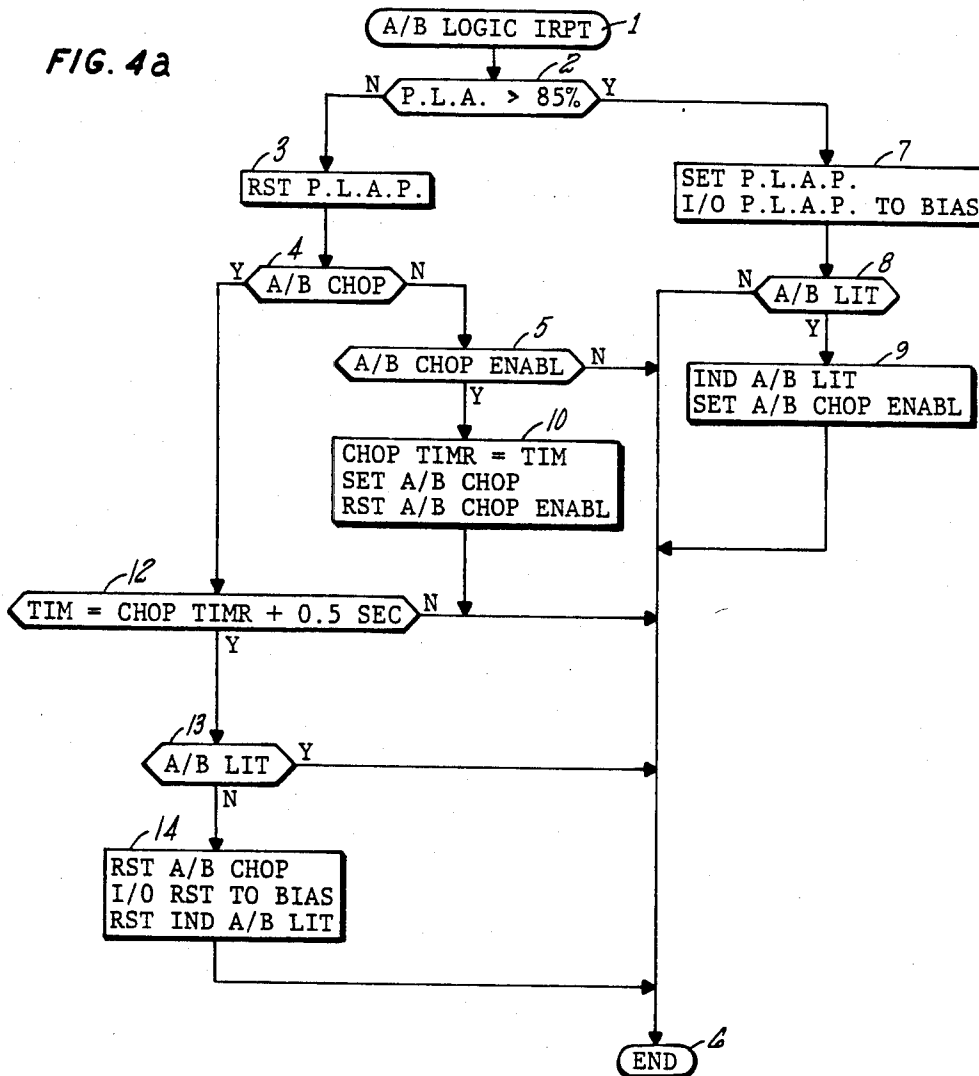 FIG. 4a
A/B LOGIC IRPT
1
2
N
P.L.A. > 85%
Y
3
RST P.L.A.P.
7
SET P.L.A.P.
I/O P.L.A.P. TO BIAS
4
Y
A/B CHOP
N
8
N
A/B LIT
Y
5
A/B CHOP ENABL
N
Y
9
IND A/B LIT
SET A/B CHOP ENABL
10
CHOP TIMR = TIM
SET A/B CHOP
RST A/B CHOP ENABL
12
TIM = CHOP TIMR + 0.5 SEC
N
Y
13
A/B LIT
Y
N
14
RST A/B CHOP
I/O RST TO BIAS
RST IND A/B LIT
END
6